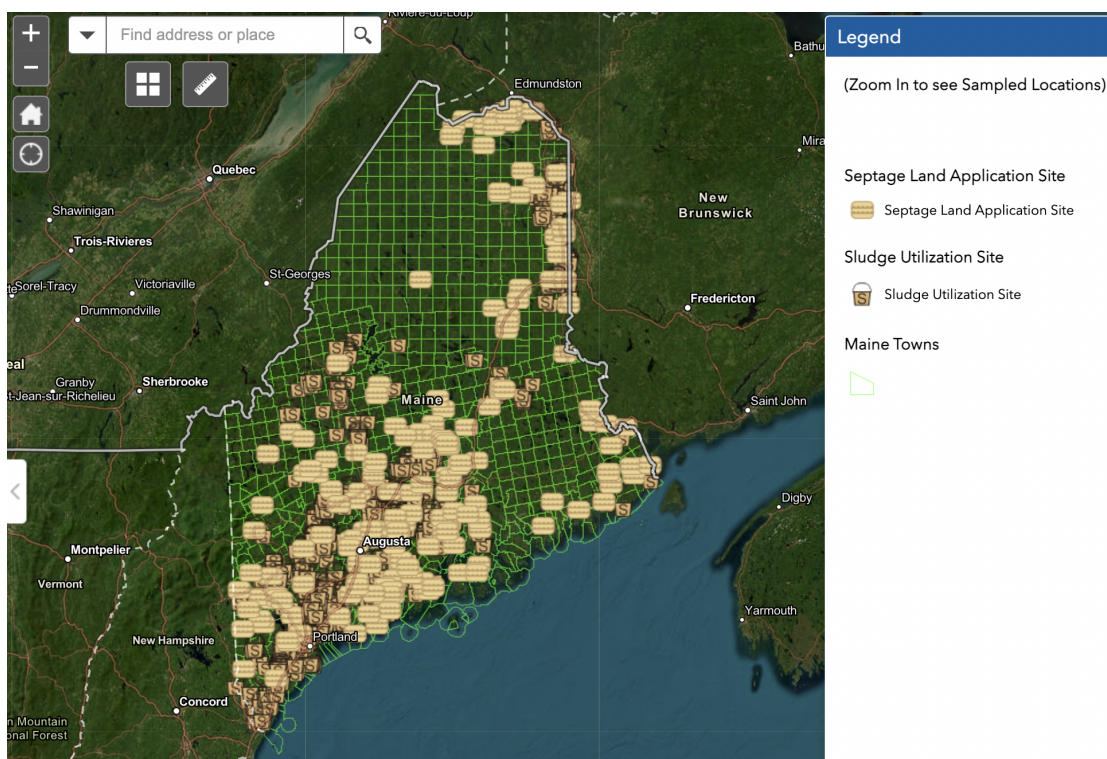 Riviere-du-Loup
Find address or place
Legend
Bathu
Edmundston
(Zoom In to see Sampled Locations)
Mira
Quebec
Septage Land Application Site
New
Brunswick
Shawinigan
Septage Land Application Site
Trois-Rivieres
Sludge Utilization Site
St-Georges
Sorel-Tracy
Victoriaville
Sludge Utilization Site
Fredericton
Drummondville
Maine Towns
eal
Granby
Sherbrooke
t-Jean-sur-Richelieu
Maine
Saint John
Digby
Augusta
Montpelier
Vermont
Yarmouth
New Hampshire
Portland
Concord
n Mountain
onal Forest